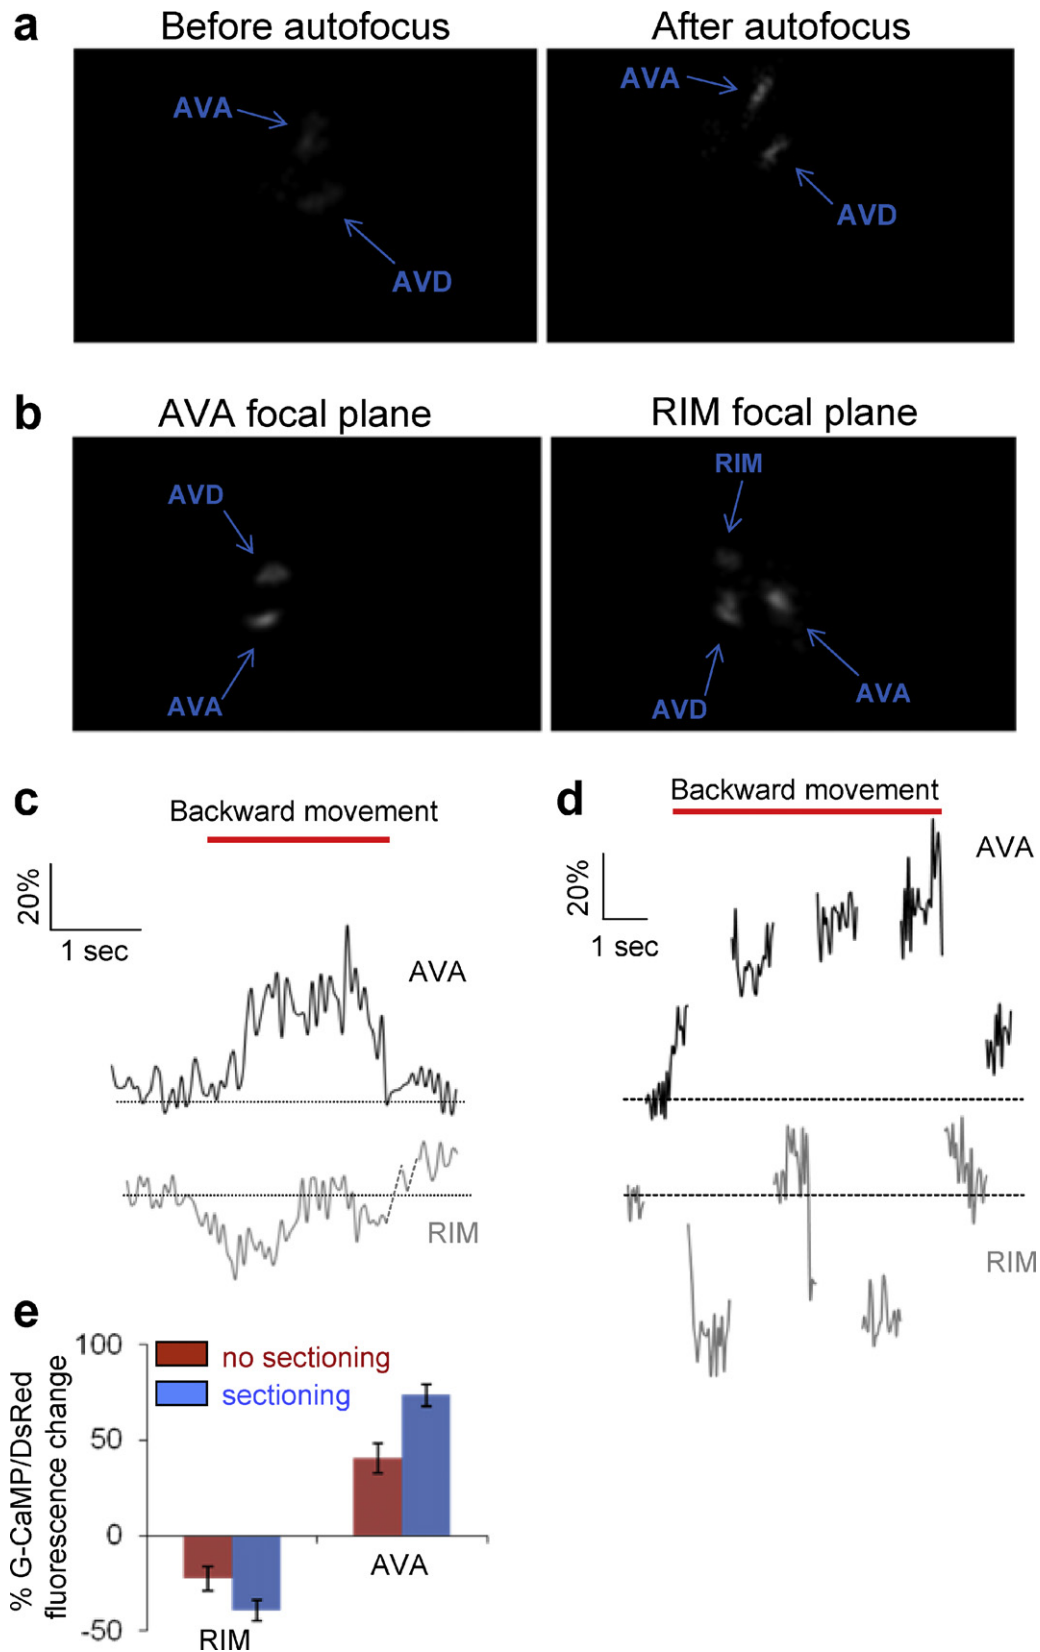 a
Before autofocus
After autofocus
AVA
AVD
AVA
AVD
b
AVA focal plane
RIM focal plane
AVD
AVA
RIM
AVD
AVA
c
Backward movement
20%
1 sec
AVA
RIM
d
Backward movement
20%
1 sec
AVA
RIM
e
% G-CaMP/DsRed
fluorescence change
100
50
0
-50
no sectioning
sectioning
AVA
RIM